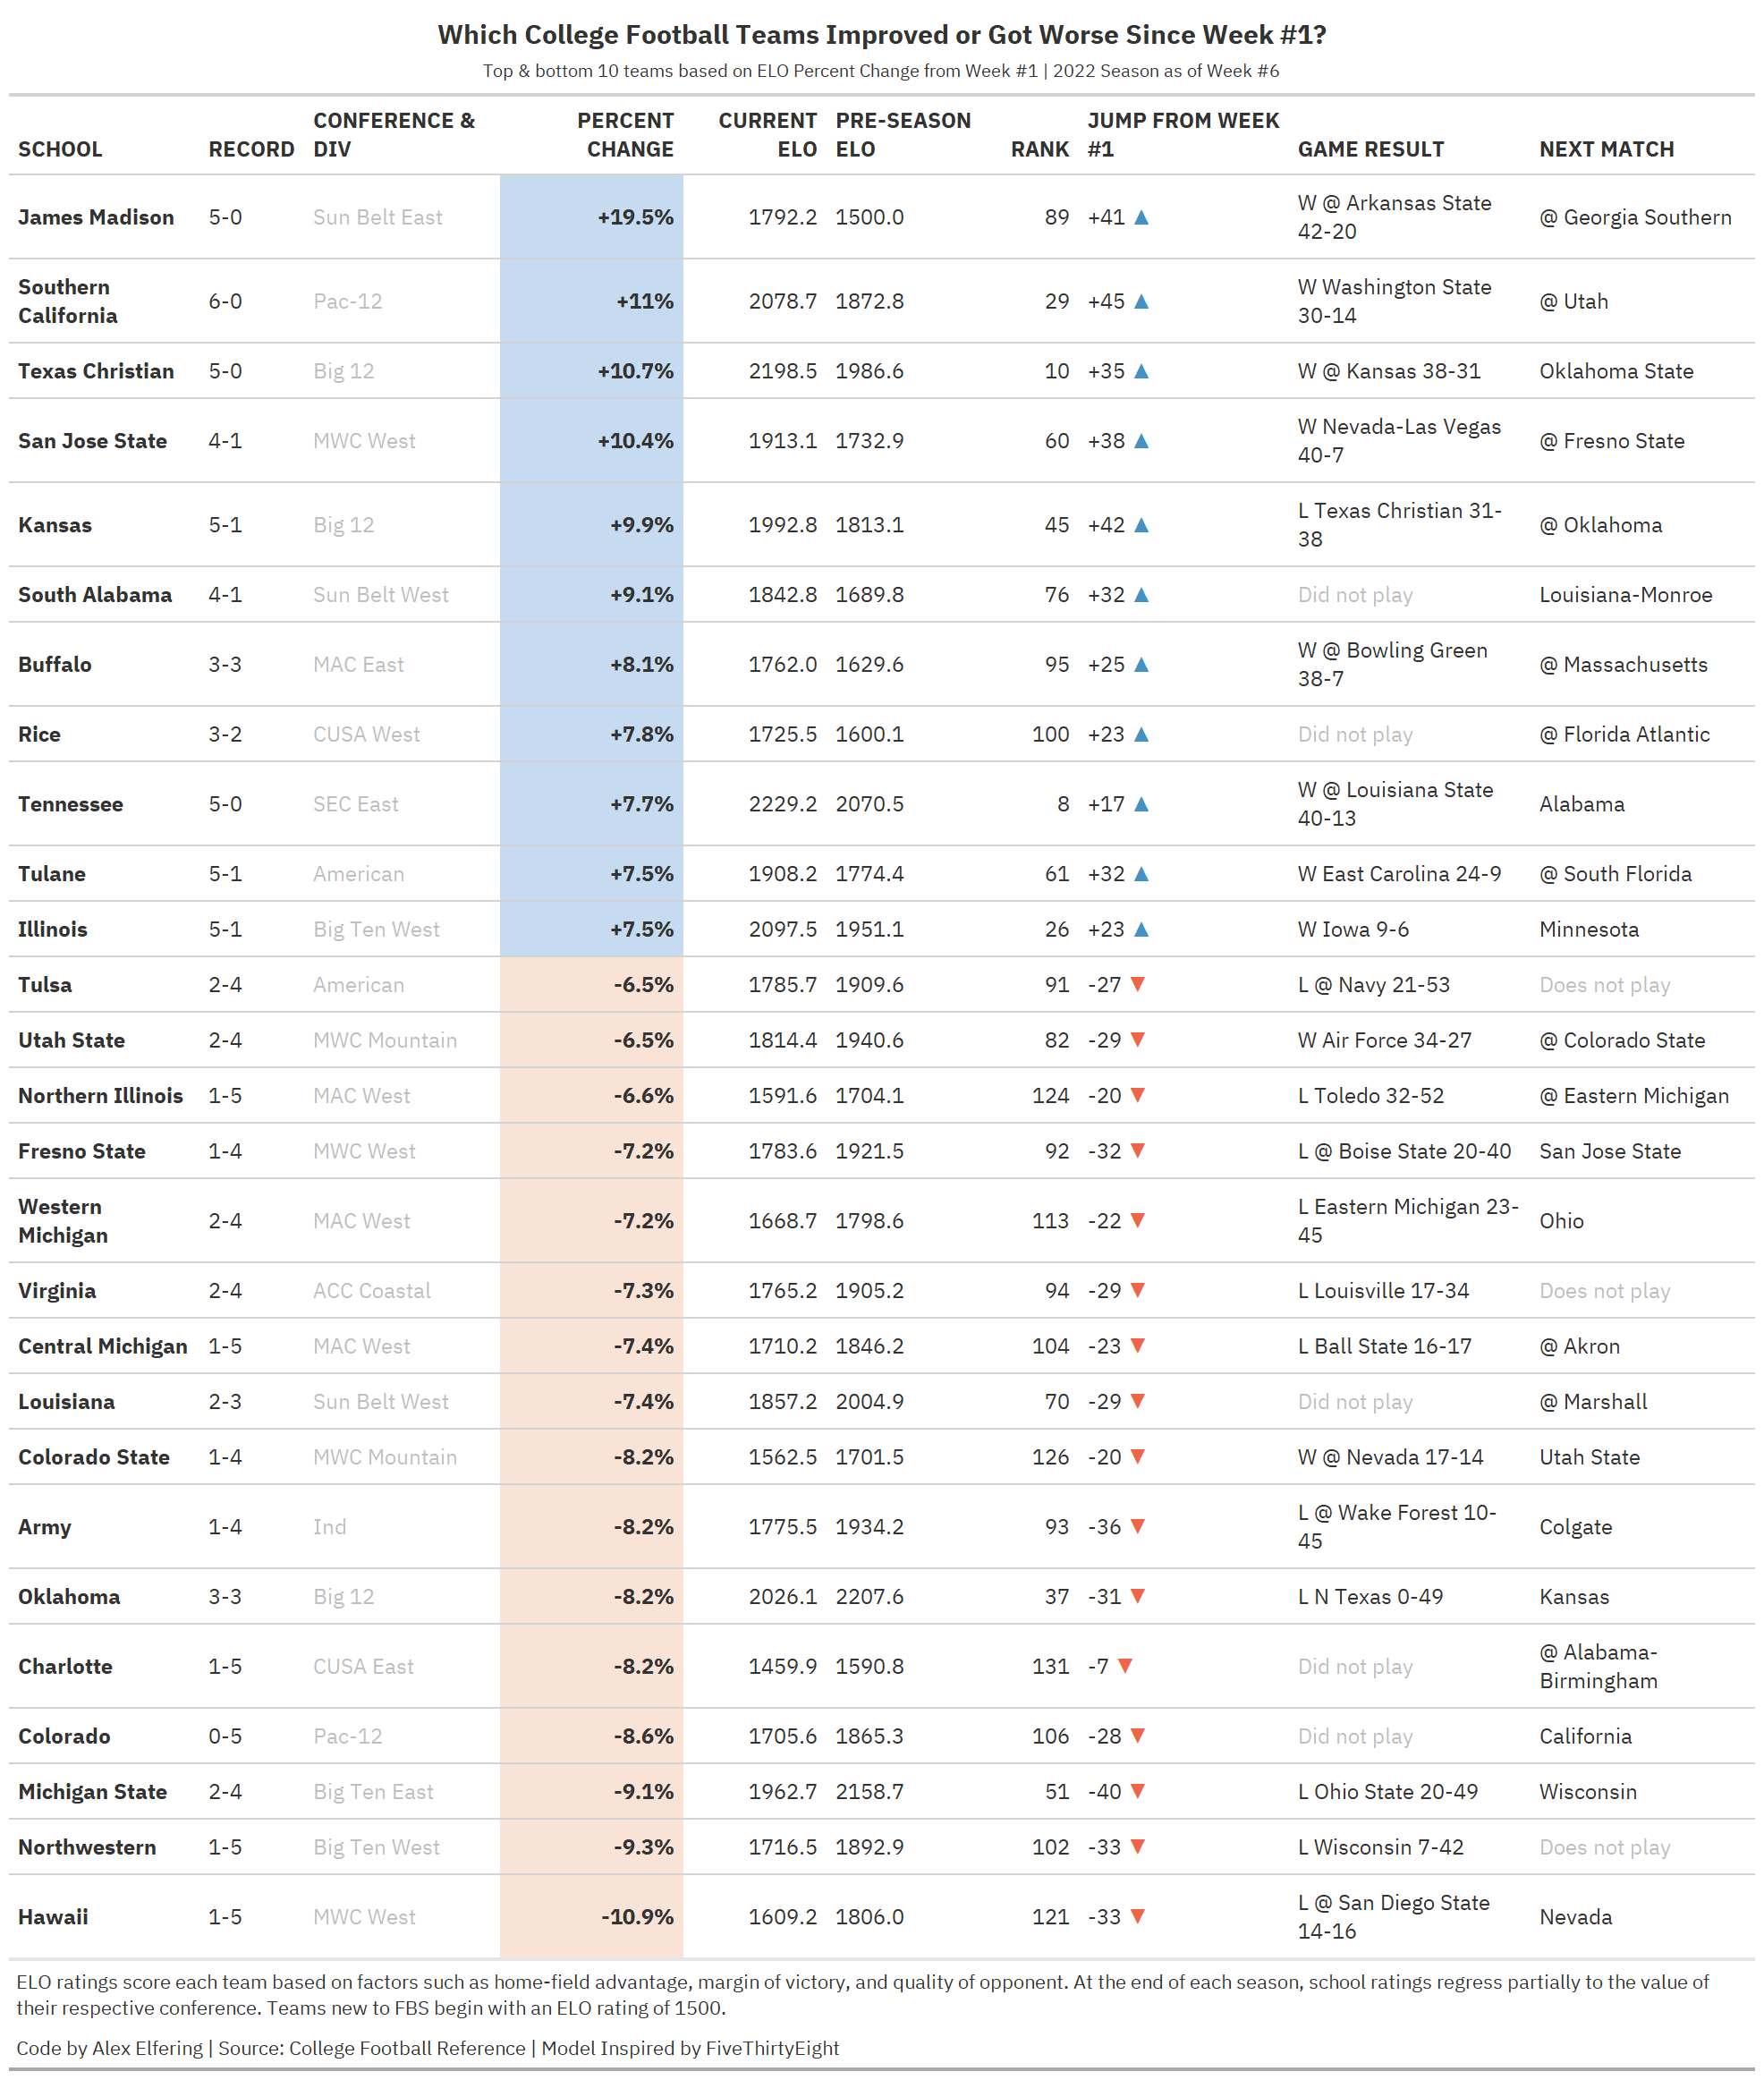 Which College Football Teams Improved or Got Worse Since Week #1?
Top & bottom 10 teams based on ELO Percent Change from Week #1 | 2022 Season as of Week #6
SCHOOL RECORD CONFERENCE & DIV PERCENT CHANGE CURRENT ELO PRE-SEASON ELO RANK JUMP FROM WEEK #1 GAME RESULT NEXT MATCH
James Madison 5-0 Sun Belt East +19.5% 1792.2 1500.0 89 +41 ▲ W @ Arkansas State 42-20 @ Georgia Southern
Southern California 6-0 Pac-12 +11% 2078.7 1872.8 29 +45 ▲ W Washington State 30-14 @ Utah
Texas Christian 5-0 Big 12 +10.7% 2198.5 1986.6 10 +35 ▲ W @ Kansas 38-31 Oklahoma State
San Jose State 4-1 MWC West +10.4% 1913.1 1732.9 60 +38 ▲ W Nevada-Las Vegas 40-7 @ Fresno State
Kansas 5-1 Big 12 +9.9% 1992.8 1813.1 45 +42 ▲ L Texas Christian 31-38 @ Oklahoma
South Alabama 4-1 Sun Belt West +9.1% 1842.8 1689.8 76 +32 ▲ Did not play Louisiana-Monroe
Buffalo 3-3 MAC East +8.1% 1762.0 1629.6 95 +25 ▲ W @ Bowling Green 38-7 @ Massachusetts
Rice 3-2 CUSA West +7.8% 1725.5 1600.1 100 +23 ▲ Did not play @ Florida Atlantic
Tennessee 5-0 SEC East +7.7% 2229.2 2070.5 8 +17 ▲ W @ Louisiana State 40-13 Alabama
Tulane 5-1 American +7.5% 1908.2 1774.4 61 +32 ▲ W East Carolina 24-9 @ South Florida
Illinois 5-1 Big Ten West +7.5% 2097.5 1951.1 26 +23 ▲ W Iowa 9-6 Minnesota
Tulsa 2-4 American -6.5% 1785.7 1909.6 91 -27 ▼ L @ Navy 21-53 Does not play
Utah State 2-4 MWC Mountain -6.5% 1814.4 1940.6 82 -29 ▼ W Air Force 34-27 @ Colorado State
Northern Illinois 1-5 MAC West -6.6% 1591.6 1704.1 124 -20 ▼ L Toledo 32-52 @ Eastern Michigan
Fresno State 1-4 MWC West -7.2% 1783.6 1921.5 92 -32 ▼ L @ Boise State 20-40 San Jose State
Western Michigan 2-4 MAC West -7.2% 1668.7 1798.6 113 -22 ▼ L Eastern Michigan 23-45 Ohio
Virginia 2-4 ACC Coastal -7.3% 1765.2 1905.2 94 -29 ▼ L Louisville 17-34 Does not play
Central Michigan 1-5 MAC West -7.4% 1710.2 1846.2 104 -23 ▼ L Ball State 16-17 @ Akron
Louisiana 2-3 Sun Belt West -7.4% 1857.2 2004.9 70 -29 ▼ Did not play @ Marshall
Colorado State 1-4 MWC Mountain -8.2% 1562.5 1701.5 126 -20 ▼ W @ Nevada 17-14 Utah State
Army 1-4 Ind -8.2% 1775.5 1934.2 93 -36 ▼ L @ Wake Forest 10-45 Colgate
Oklahoma 3-3 Big 12 -8.2% 2026.1 2207.6 37 -31 ▼ L N Texas 0-49 Kansas
Charlotte 1-5 CUSA East -8.2% 1459.9 1590.8 131 -7 ▼ Did not play @ Alabama-Birmingham
Colorado 0-5 Pac-12 -8.6% 1705.6 1865.3 106 -28 ▼ Did not play California
Michigan State 2-4 Big Ten East -9.1% 1962.7 2158.7 51 -40 ▼ L Ohio State 20-49 Wisconsin
Northwestern 1-5 Big Ten West -9.3% 1716.5 1892.9 102 -33 ▼ L Wisconsin 7-42 Does not play
Hawaii 1-5 MWC West -10.9% 1609.2 1806.0 121 -33 ▼ L @ San Diego State 14-16 Nevada
ELO ratings score each team based on factors such as home-field advantage, margin of victory, and quality of opponent. At the end of each season, school ratings regress partially to the value of
their respective conference. Teams new to FBS begin with an ELO rating of 1500.
Code by Alex Elfering | Source: College Football Reference | Model Inspired by FiveThirtyEight